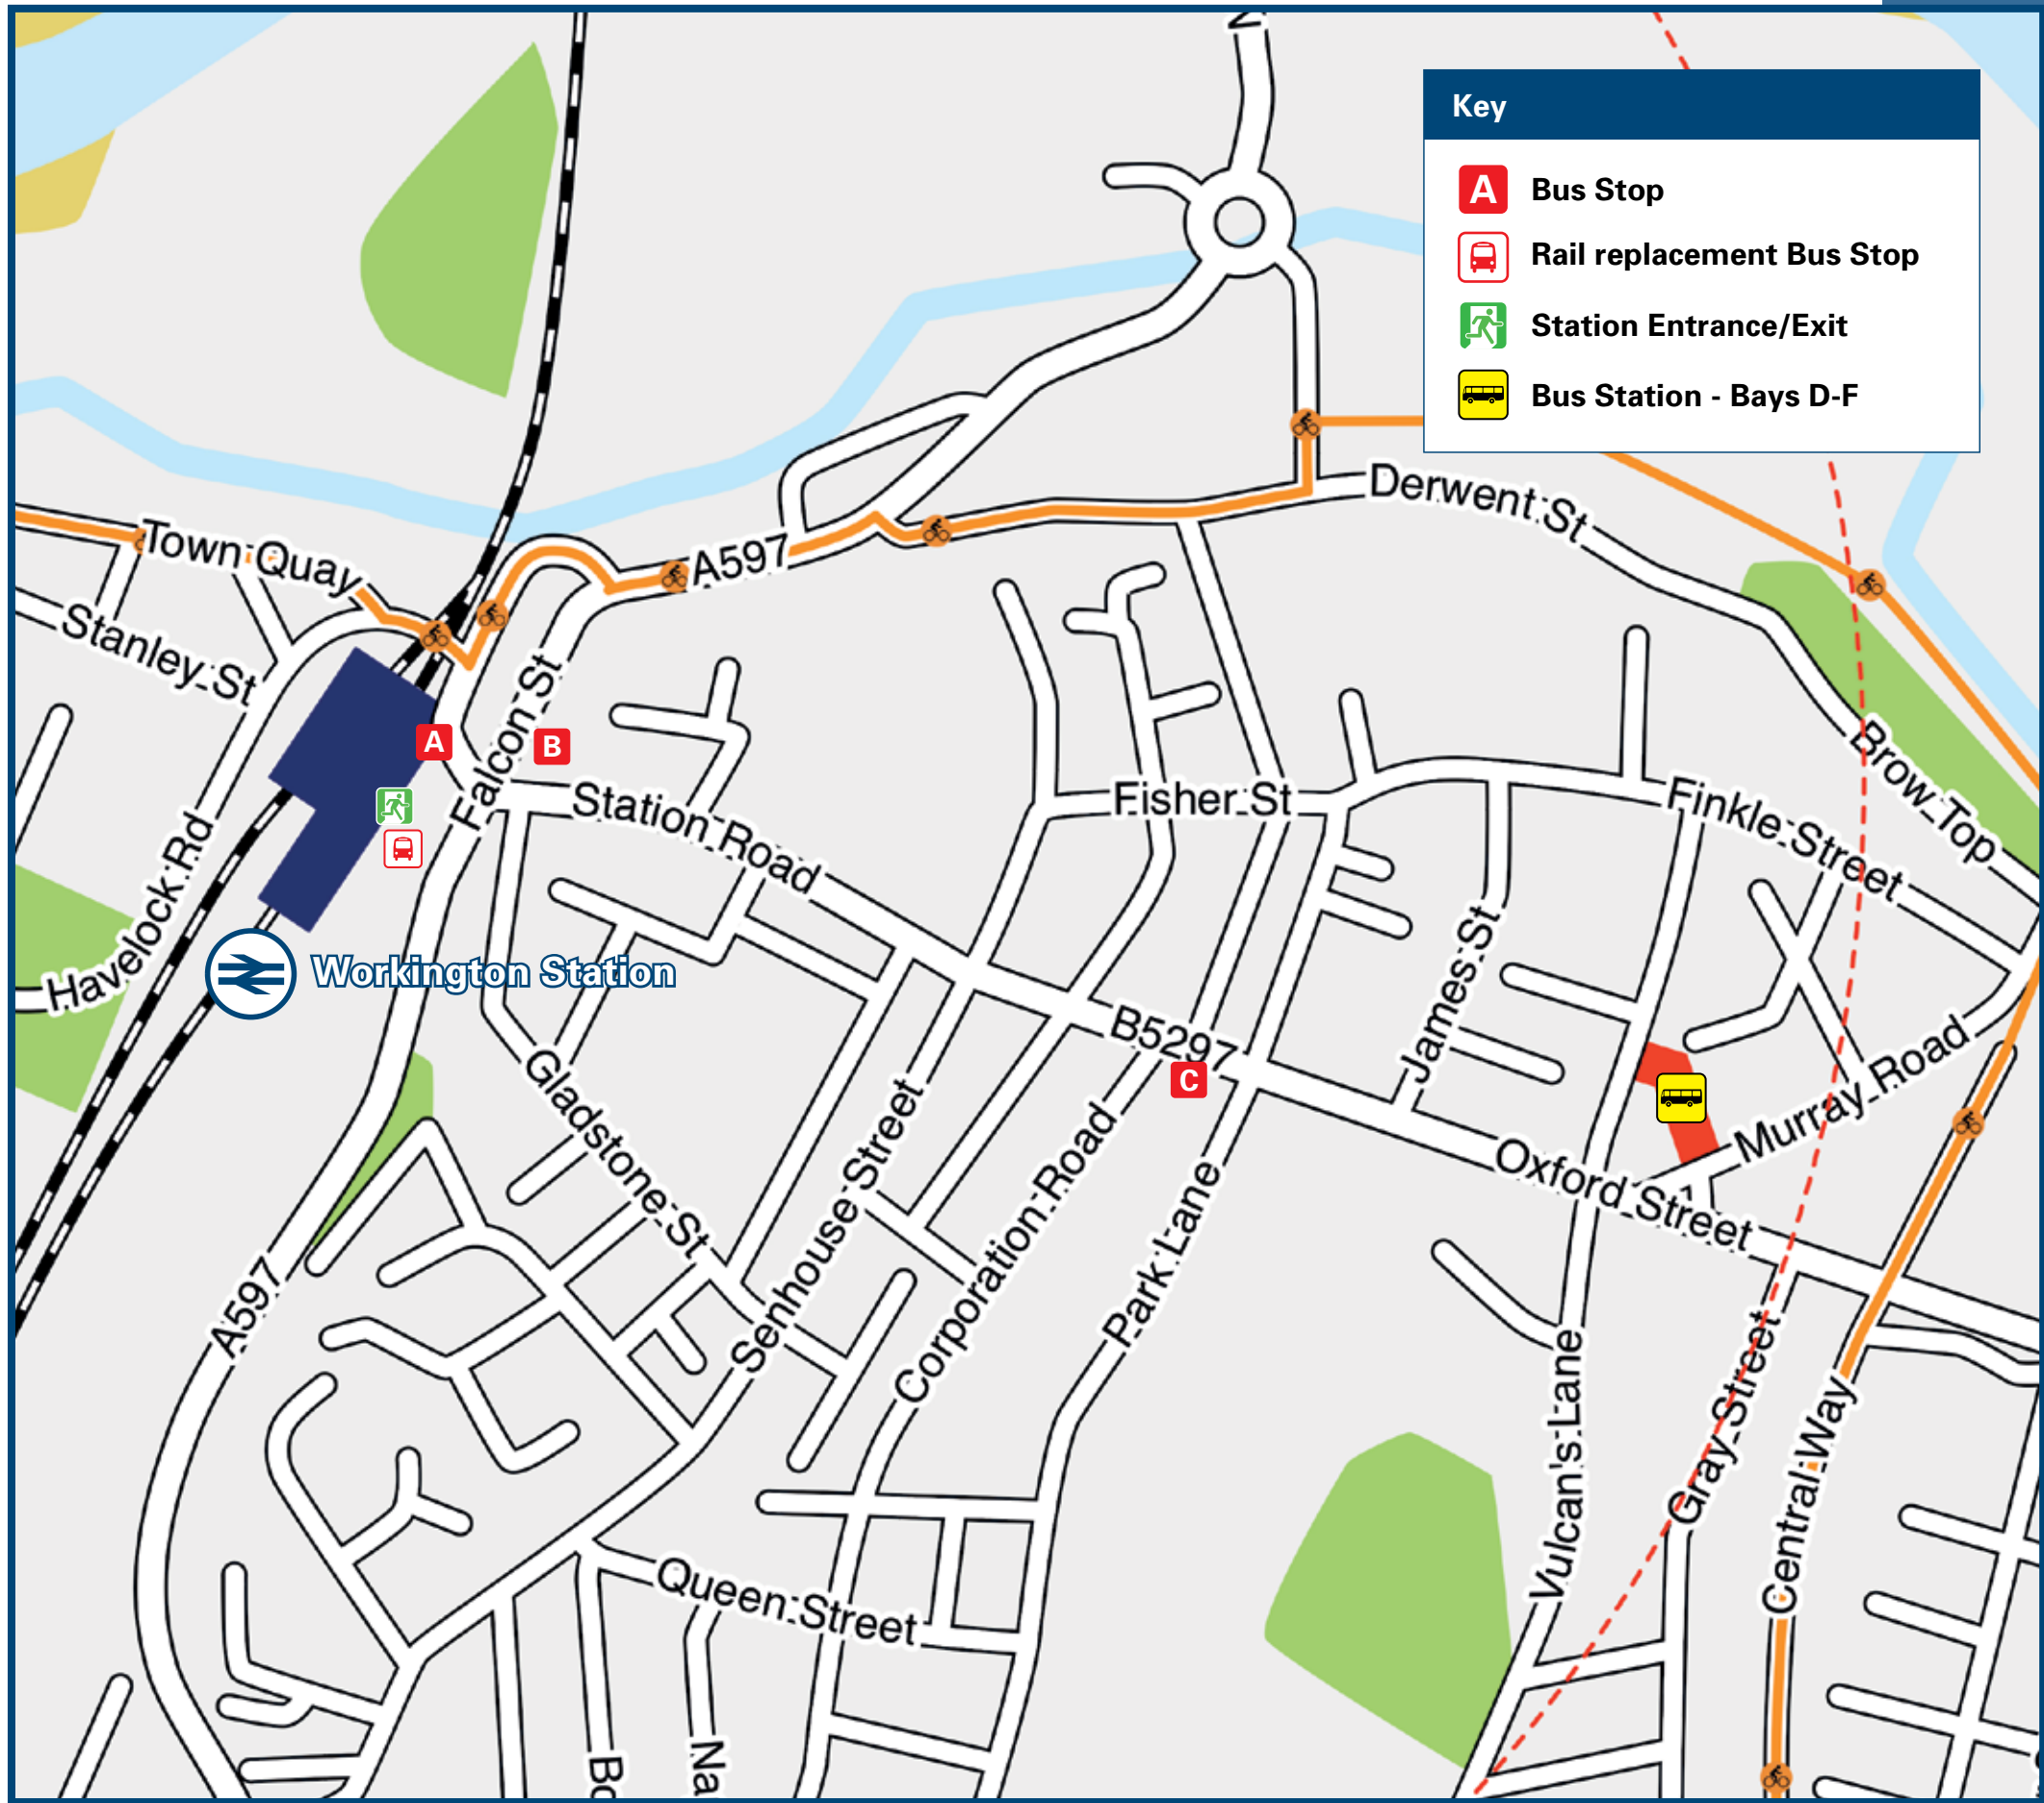 Key
A Bus Stop
Rail replacement Bus Stop
Station Entrance/Exit
Bus Station - Bays D-F
Derwent St
Town Quay
A597
Stanley St
Falcon St
A
B
Station Road
Fisher St
Finkle Street
Brow Top
Havelock Rd
Workington Station
James St
B5297
C
Murray Road
Gladstone St
Senhouse Street
Corporation Road
Park Lane
Oxford Street
A597
Vulcan's Lane
Gray Street
Central Way
Queen Street
Bo
Na